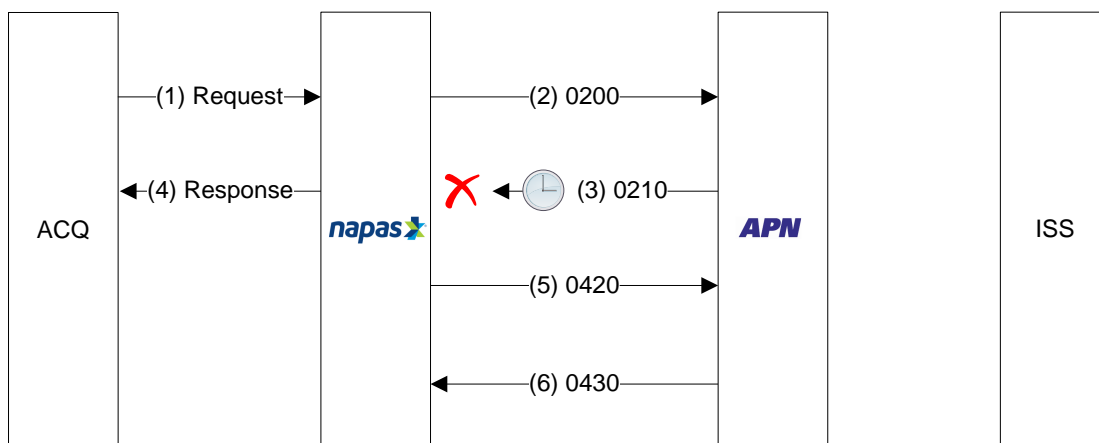 (1) Request
(2) 0200
(4) Response
(3) 0210
ACQ
napas
APN
ISS
(5) 0420
(6) 0430